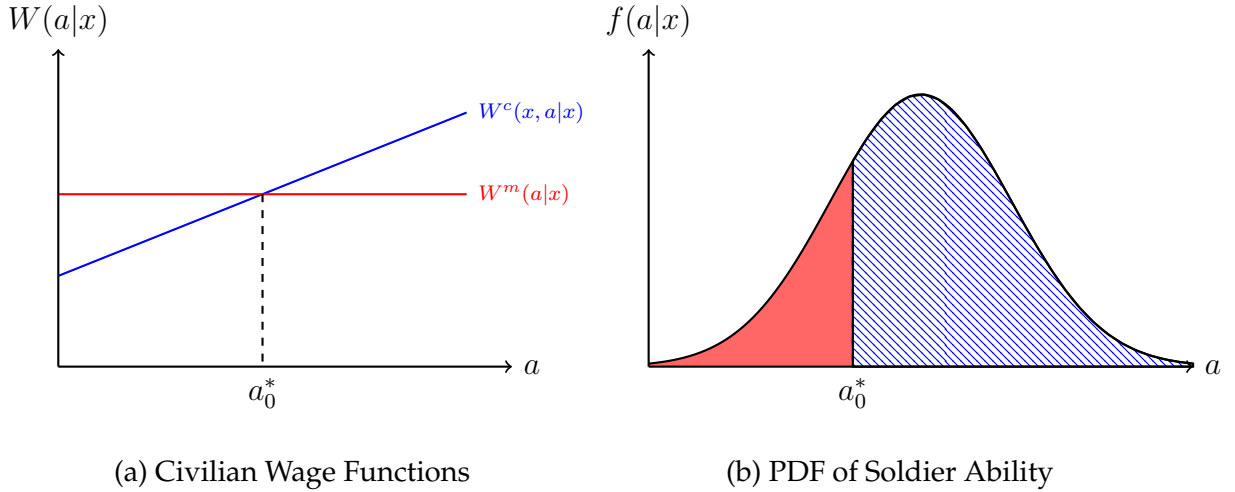 W(a|x)
W^c(x, a|x)
W^m(a|x)
a
a_0^*
(a) Civilian Wage Functions
f(a|x)
a
a_0^*
(b) PDF of Soldier Ability